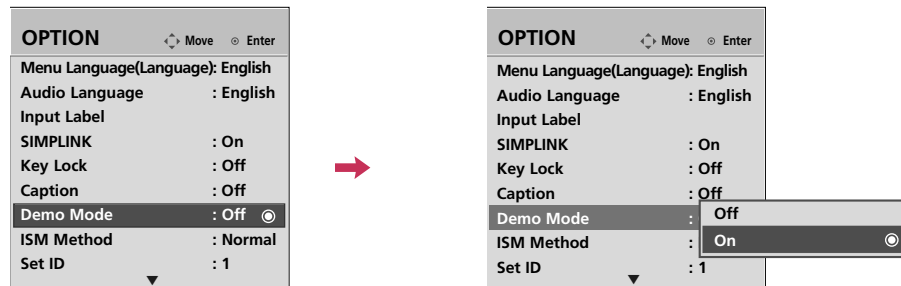 OPTION Move Enter
Menu Language(Language): English
Audio Language : English
Input Label
SIMPLINK : On
Key Lock : Off
Caption : Off
Demo Mode : Off
ISM Method : Normal
Set ID : 1
OPTION Move Enter
Menu Language(Language): English
Audio Language : English
Input Label
SIMPLINK : On
Key Lock : Off
Caption : Off
Demo Mode :
ISM Method :
Set ID : 1
Off
On